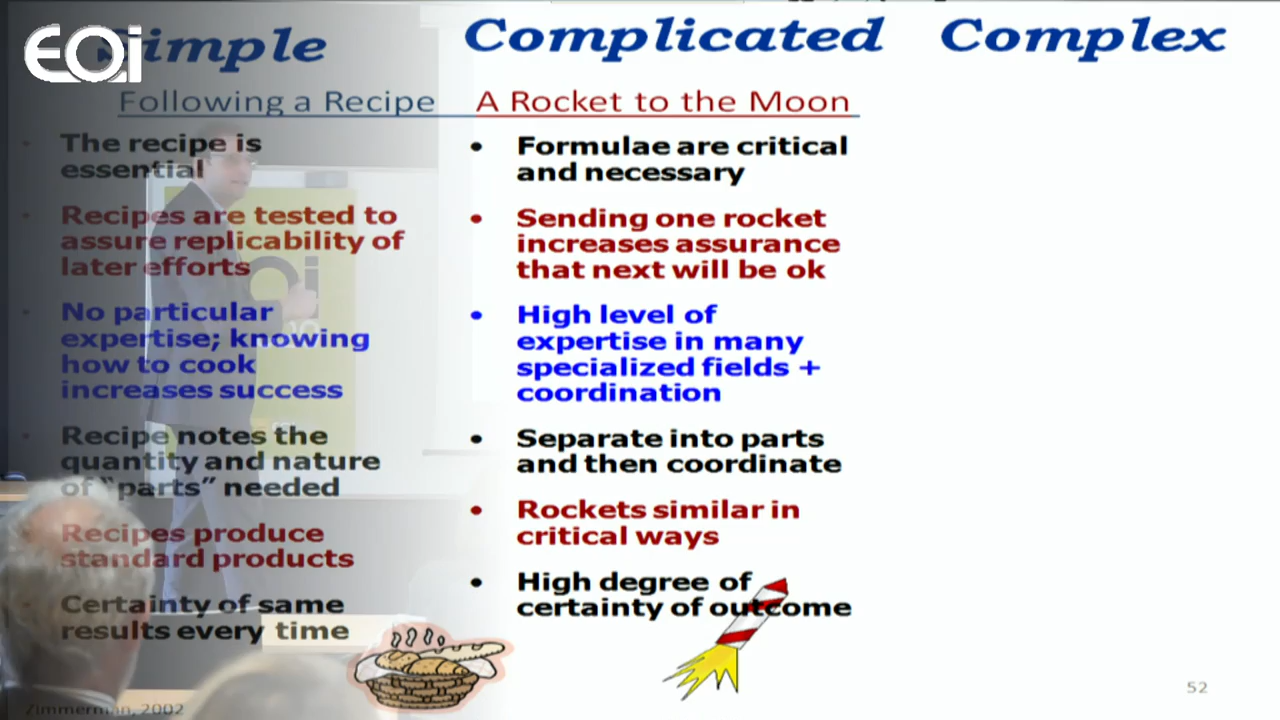 EOi
Simple
Complicated
Complex
Following a Recipe
A Rocket to the Moon
• The recipe is
essential
• Recipes are tested to
assure replicability of
later efforts
• No particular
expertise; knowing
how to cook
increases success
• Recipe notes the
quantity and nature
of “parts” needed
• Recipes produce
standard products
• Certainty of same
results every time
• Formulae are critical
and necessary
• Sending one rocket
increases assurance
that next will be ok
• High level of
expertise in many
specialized fields +
coordination
• Separate into parts
and then coordinate
• Rockets similar in
critical ways
• High degree of
certainty of outcome
Zimmerman, 2002
52